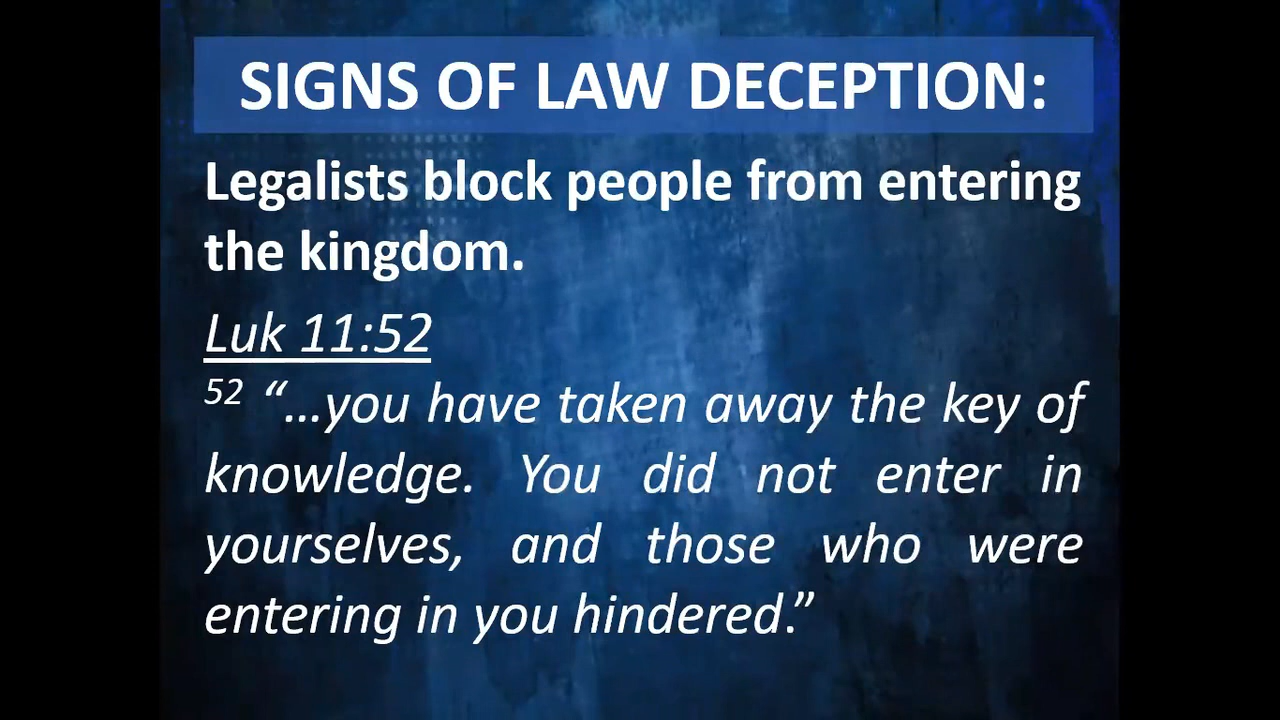 SIGNS OF LAW DECEPTION:
Legalists block people from entering
the kingdom.
Luk 11:52
52 “…you have taken away the key of
knowledge. You did not enter in
yourselves, and those who were
entering in you hindered.”